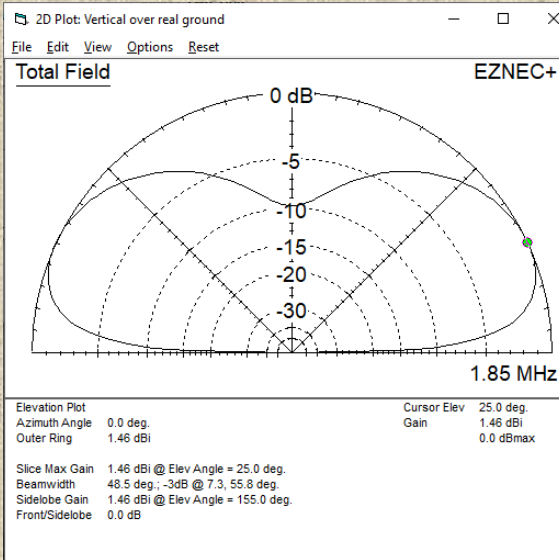 2D Plot: Vertical over real ground
File Edit View Options Reset
Total Field
EZNEC+
0 dB
-5
-10
-15
-20
-30
1.85 MHz
Elevation Plot
Azimuth Angle 0.0 deg.
Outer Ring 1.46 dBi
Cursor Elev 25.0 deg.
Gain 1.46 dBi
0.0 dBmax
Slice Max Gain 1.46 dBi @ Elev Angle = 25.0 deg.
Beamwidth 48.5 deg.; -3dB @ 7.3, 55.8 deg.
Sidelobe Gain 1.46 dBi @ Elev Angle = 155.0 deg.
Front/Sidelobe 0.0 dB